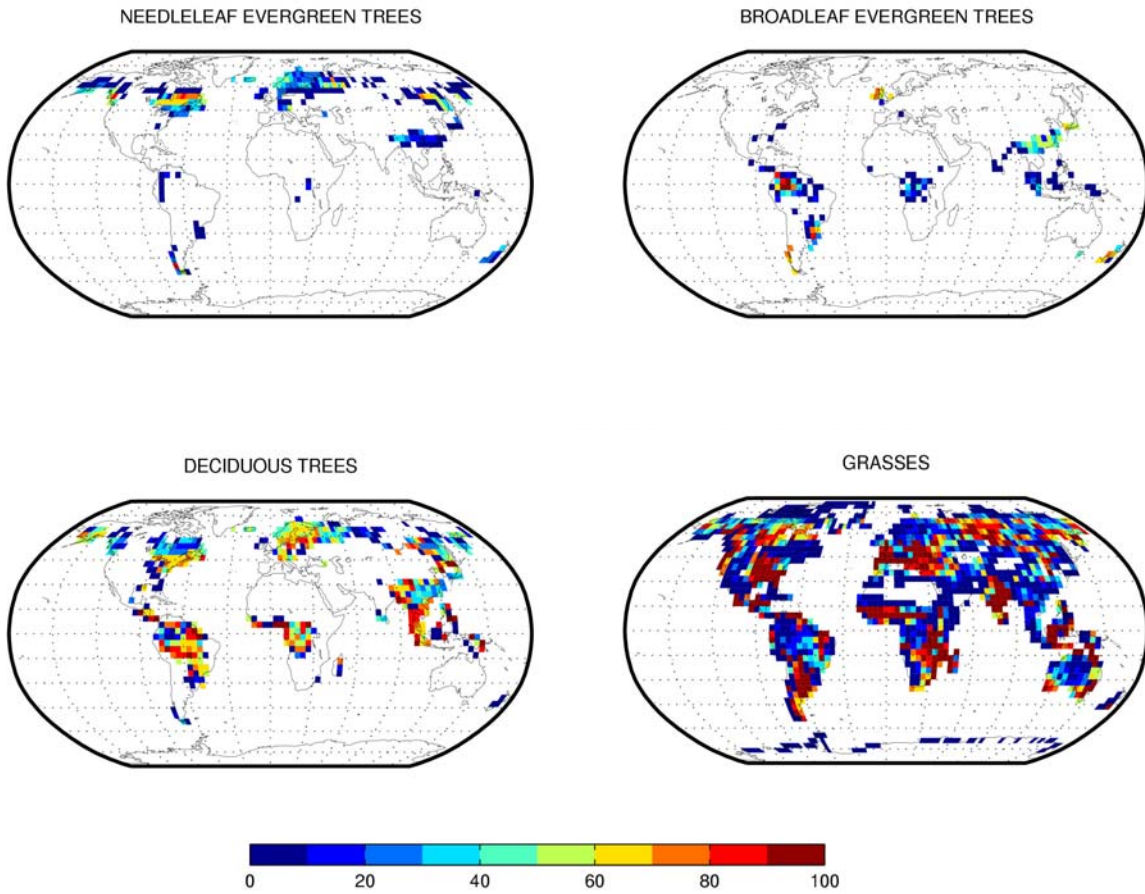 NEEDLELEAF EVERGREEN TREES
BROADLEAF EVERGREEN TREES
DECIDUOUS TREES
GRASSES
0 20 40 60 80 100